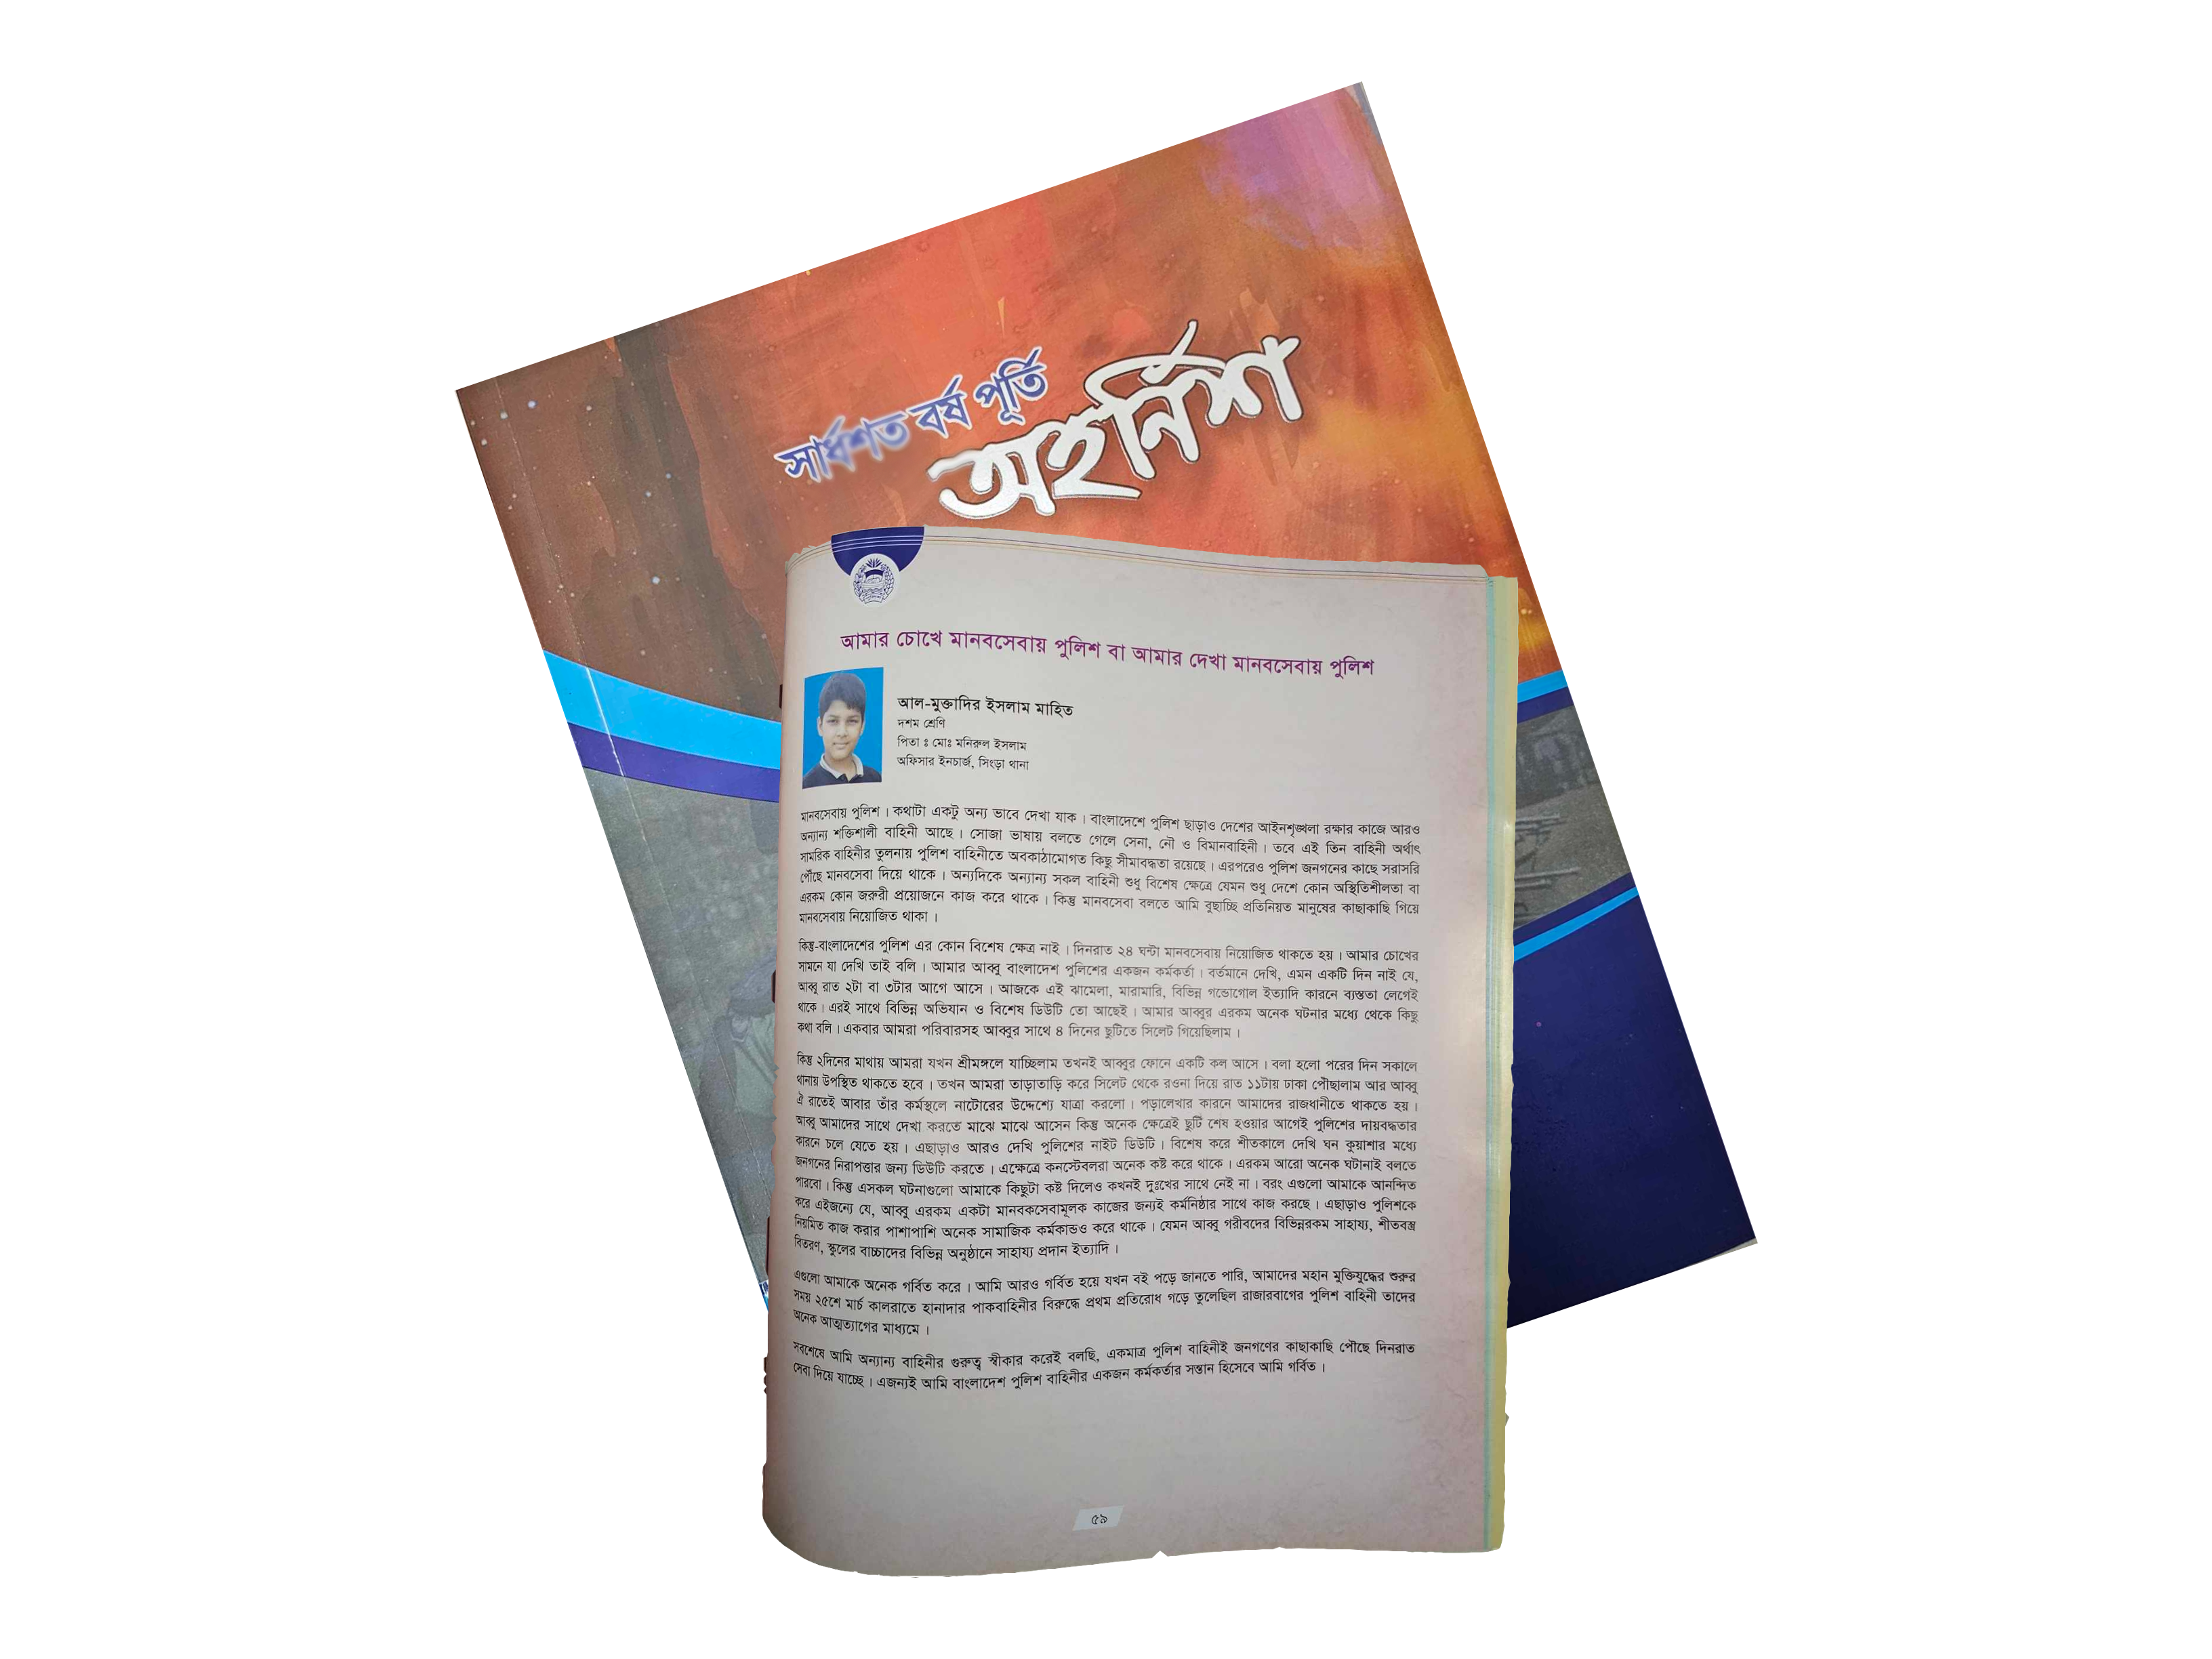 সার্ধশত বর্ষ পূর্তি
অহর্নিশ
আমার চোখে মানবসেবায় পুলিশ বা আমার দেখা মানবসেবায় পুলিশ
আল-মুক্তাদির ইসলাম মাহিত
দশম শ্রেণি
পিতা ঃ মোঃ মনিরুল ইসলাম
অফিসার ইনচার্জ, সিংড়া থানা
মানবসেবায় পুলিশ । কথাটা একটু অন্য ভাবে দেখা যাক । বাংলাদেশে পুলিশ ছাড়াও দেশের আইনশৃঙ্খলা রক্ষার কাজে আরও
অন্যান্য শক্তিশালী বাহিনী আছে । সোজা ভাষায় বলতে গেলে সেনা, নৌ ও বিমানবাহিনী । তবে এই তিন বাহিনী অর্থাৎ
সামরিক বাহিনীর তুলনায় পুলিশ বাহিনীতে অবকাঠামোগত কিছু সীমাবদ্ধতা রয়েছে । এরপরেও পুলিশ জনগনের কাছে সরাসরি
পৌঁছে মানবসেবা দিয়ে থাকে । অন্যদিকে অন্যান্য সকল বাহিনী শুধু বিশেষ ক্ষেত্রে যেমন শুধু দেশে কোন অস্থিতিশীলতা বা
এরকম কোন জরুরী প্রয়োজনে কাজ করে থাকে । কিন্তু মানবসেবা বলতে আমি বুছাচ্ছি প্রতিনিয়ত মানুষের কাছাকাছি গিয়ে
মানবসেবায় নিয়োজিত থাকা ।
কিন্তু-বাংলাদেশের পুলিশ এর কোন বিশেষ ক্ষেত্র নাই । দিনরাত ২৪ ঘন্টা মানবসেবায় নিয়োজিত থাকতে হয় । আমার চোখের
সামনে যা দেখি তাই বলি । আমার আব্বু বাংলাদেশ পুলিশের একজন কর্মকর্তা । বর্তমানে দেখি, এমন একটি দিন নাই যে,
আব্বু রাত ২টা বা ৩টার আগে আসে । আজকে এই ঝামেলা, মারামারি, বিভিন্ন গন্ডোগোল ইত্যাদি কারনে ব্যস্ততা লেগেই
থাকে । এরই সাথে বিভিন্ন অভিযান ও বিশেষ ডিউটি তো আছেই । আমার আব্বুর এরকম অনেক ঘটনার মধ্যে থেকে কিছু
কথা বলি । একবার আমরা পরিবারসহ আব্বুর সাথে ৪ দিনের ছুটিতে সিলেট গিয়েছিলাম ।
কিন্তু ২দিনের মাথায় আমরা যখন শ্রীমঙ্গলে যাচ্ছিলাম তখনই আব্বুর ফোনে একটি কল আসে । বলা হলো পরের দিন সকালে
থানায় উপস্থিত থাকতে হবে । তখন আমরা তাড়াতাড়ি করে সিলেট থেকে রওনা দিয়ে রাত ১১টায় ঢাকা পৌছালাম আর আব্বু
ঐ রাতেই আবার তাঁর কর্মস্থলে নাটোরের উদ্দেশ্যে যাত্রা করলো । পড়ালেখার কারনে আমাদের রাজধানীতে থাকতে হয় ।
আব্বু আমাদের সাথে দেখা করতে মাঝে মাঝে আসেন কিন্তু অনেক ক্ষেত্রেই ছুটি শেষ হওয়ার আগেই পুলিশের দায়বদ্ধতার
কারনে চলে যেতে হয় । এছাড়াও আরও দেখি পুলিশের নাইট ডিউটি । বিশেষ করে শীতকালে দেখি ঘন কুয়াশার মধ্যে
জনগনের নিরাপত্তার জন্য ডিউটি করতে । এক্ষেত্রে কনস্টেবলরা অনেক কষ্ট করে থাকে । এরকম আরো অনেক ঘটানাই বলতে
পারবো । কিন্তু এসকল ঘটনাগুলো আমাকে কিছুটা কষ্ট দিলেও কখনই দুঃখের সাথে নেই না । বরং এগুলো আমাকে আনন্দিত
করে এইজন্যে যে, আব্বু এরকম একটা মানবকসেবামূলক কাজের জন্যই কর্মনিষ্ঠার সাথে কাজ করছে । এছাড়াও পুলিশকে
নিয়মিত কাজ করার পাশাপাশি অনেক সামাজিক কর্মকান্ডও করে থাকে । যেমন আব্বু গরীবদের বিভিন্নরকম সাহায্য, শীতবস্ত্র
বিতরণ, স্কুলের বাচ্চাদের বিভিন্ন অনুষ্ঠানে সাহায্য প্রদান ইত্যাদি ।
এগুলো আমাকে অনেক গর্বিত করে । আমি আরও গর্বিত হয়ে যখন বই পড়ে জানতে পারি, আমাদের মহান মুক্তিযুদ্ধের শুরুর
সময় ২৫শে মার্চ কালরাতে হানাদার পাকবাহিনীর বিরুদ্ধে প্রথম প্রতিরোধ গড়ে তুলেছিল রাজারবাগের পুলিশ বাহিনী তাদের
অনেক আত্মত্যাগের মাধ্যমে ।
সবশেষে আমি অন্যান্য বাহিনীর গুরুত্ব স্বীকার করেই বলছি, একমাত্র পুলিশ বাহিনীই জনগণের কাছাকাছি পৌছে দিনরাত
সেবা দিয়ে যাচ্ছে । এজন্যই আমি বাংলাদেশ পুলিশ বাহিনীর একজন কর্মকর্তার সন্তান হিসেবে আমি গর্বিত ।
৫৯